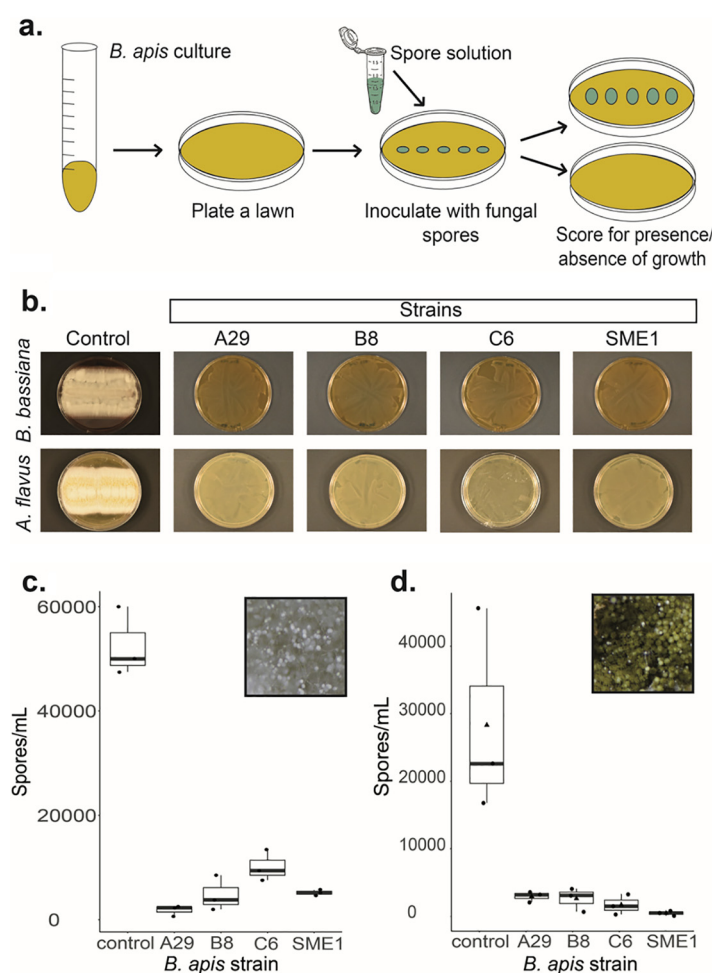 a.
B. apis culture
Spore solution
Plate a lawn
Inoculate with fungal
spores
Score for presence/
absence of growth
b.
Strains
Control
A29
B8
C6
SME1
B. bassiana
A. flavus
c.
Spores/mL
60000
40000
20000
0
control
A29
B8
C6
SME1
B. apis strain
d.
Spores/mL
40000
30000
20000
10000
0
control
A29
B8
C6
SME1
B. apis strain